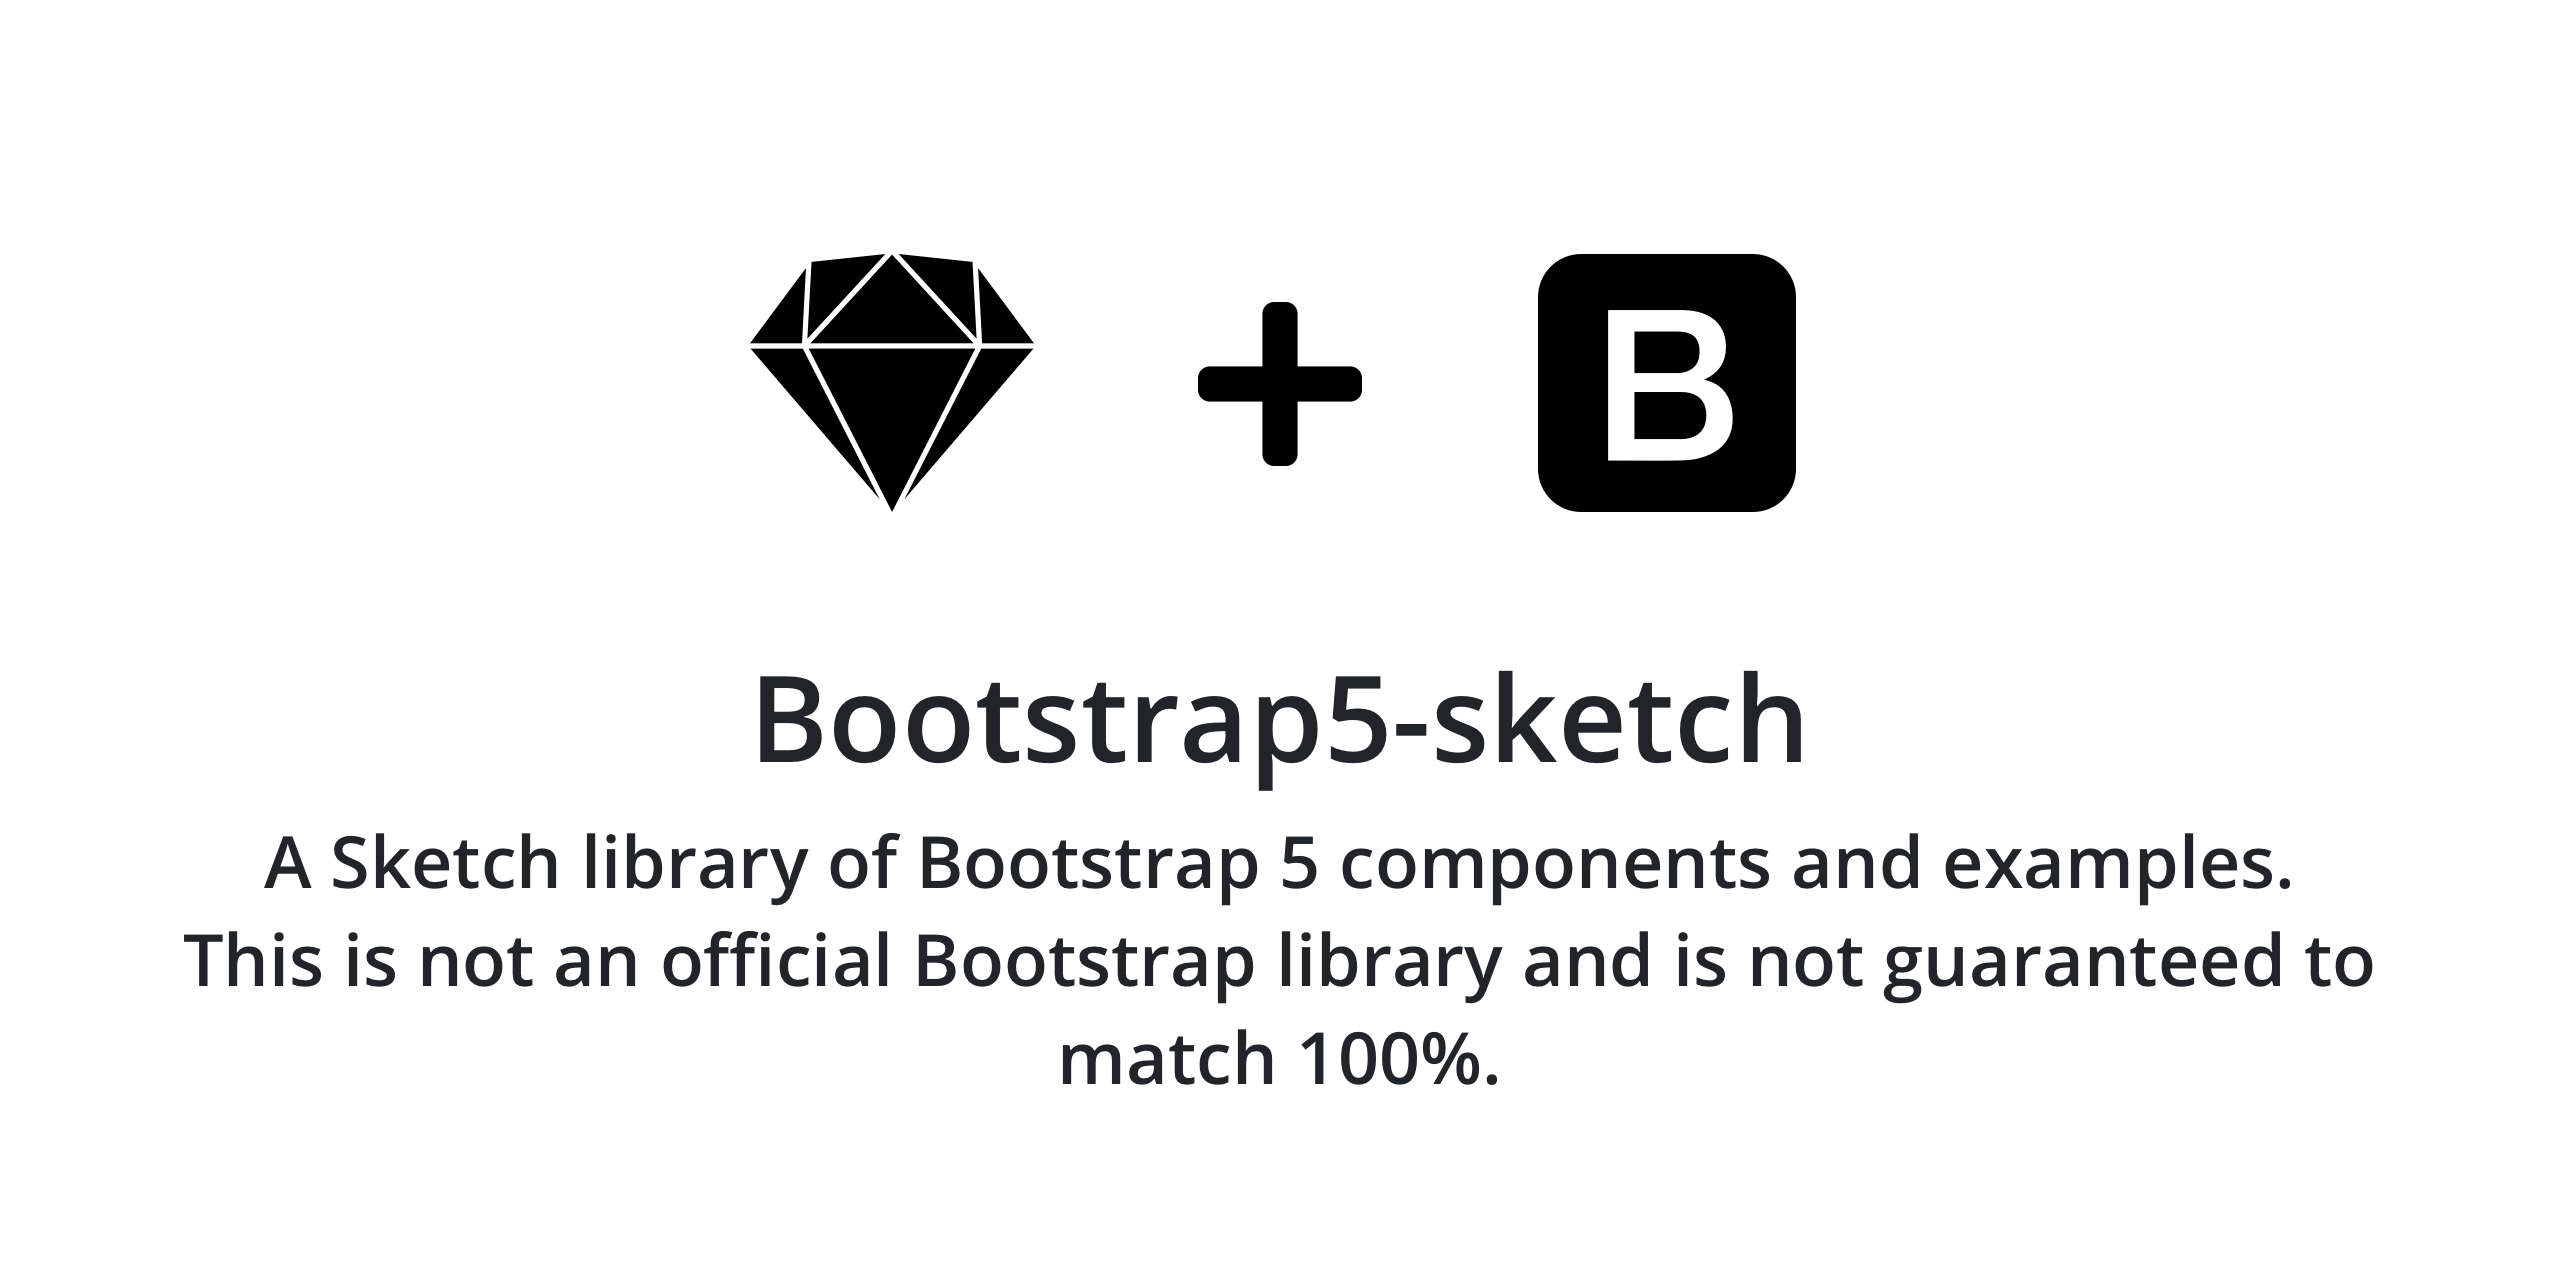 B
Bootstrap5-sketch
A Sketch library of Bootstrap 5 components and examples.
This is not an official Bootstrap library and is not guaranteed to
match 100%.